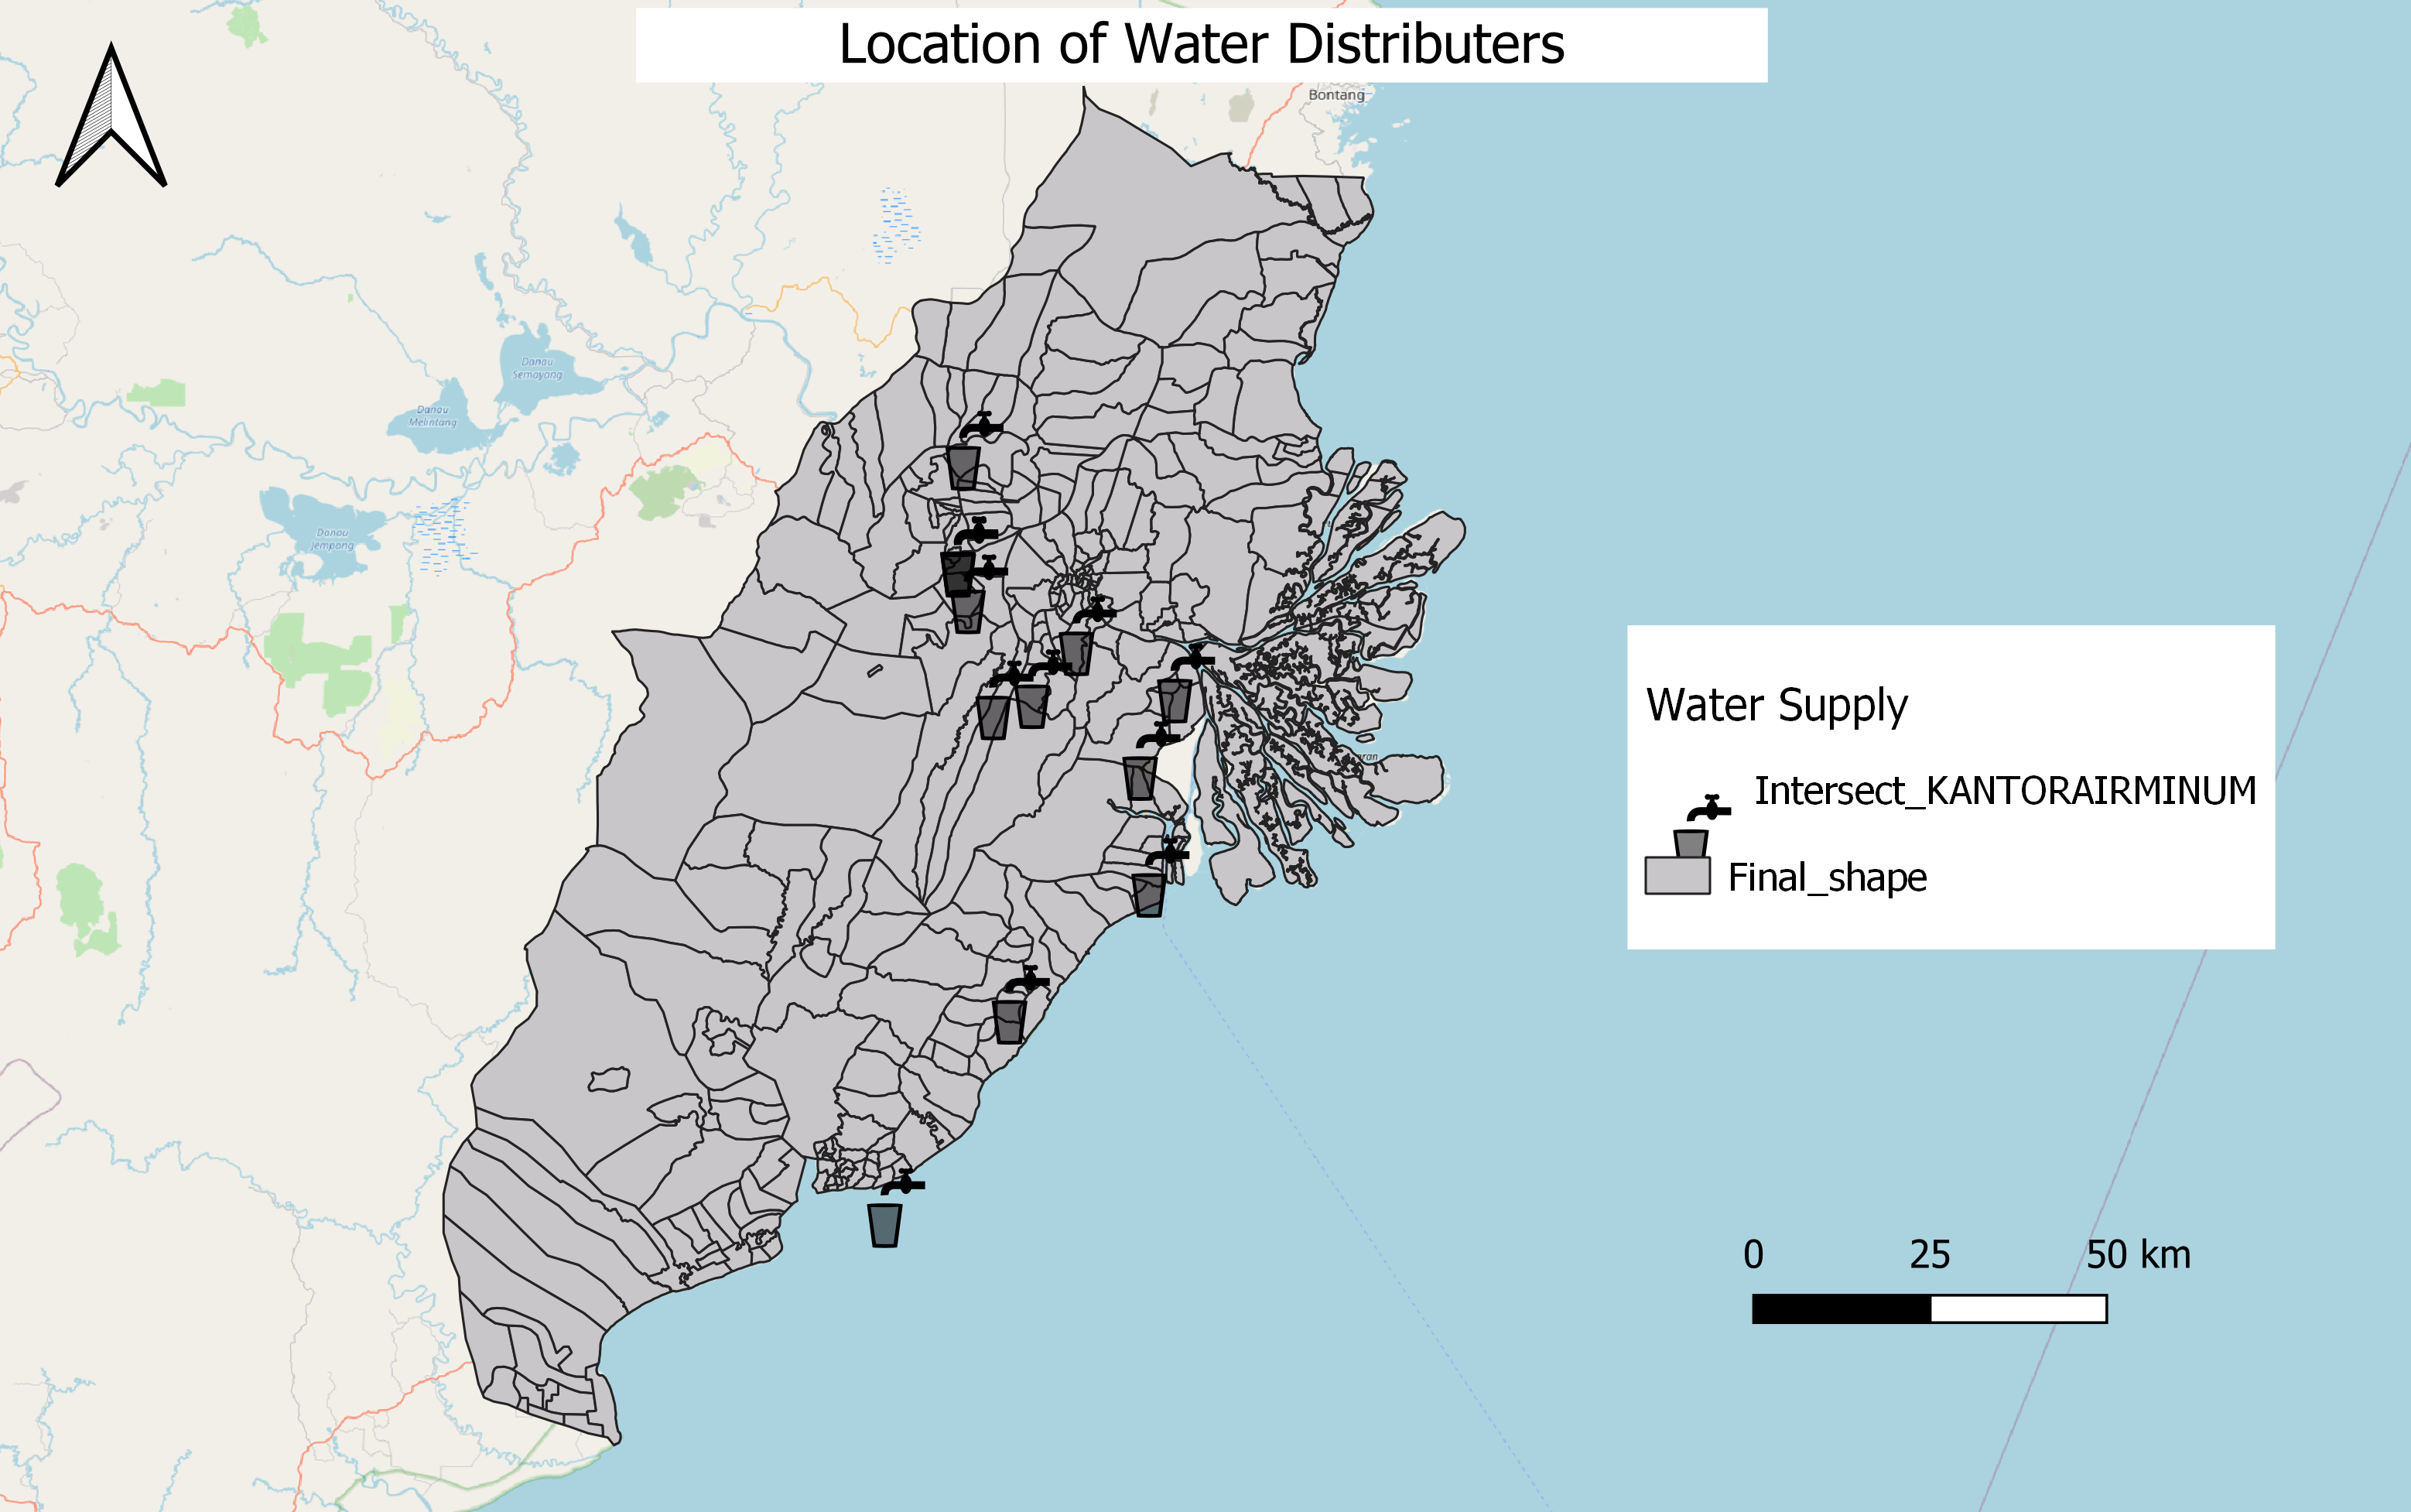 Location of Water Distributers
Bontang
Danau
Semayang
Danau
Melintang
Danau
Jempang
Water Supply
Intersect_KANTORAIRMINUM
Final_shape
0 25 50 km